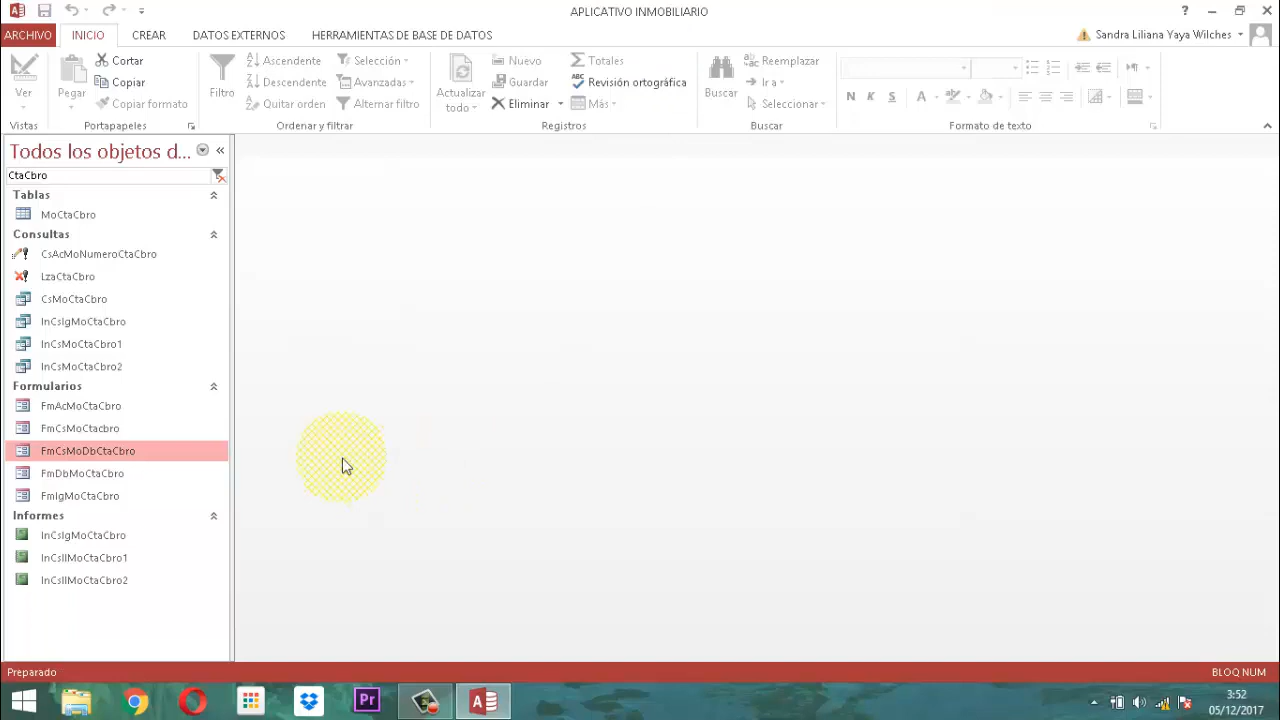 APLICATIVO INMOBILIARIO
?
ARCHIVO INICIO CREAR DATOS EXTERNOS HERRAMIENTAS DE BASE DE DATOS
Sandra Liliana Yaya Wilches
Ver
Vistas
Pegar
Cortar
Copiar
Copiar formato
Portapapeles
Filtro
Ascendente
Descendente
Quitar orden
Selección
Avanzadas
Alternar filtro
Ordenar y filtrar
Actualizar
todo
Nuevo
Guardar
Eliminar
Totales
Revisión ortográfica
Más
Registros
Buscar
Reemplazar
Ir a
Seleccionar
Buscar
N K S A
Formato de texto
Todos los objetos d...
CtaCbro
Tablas
MoCtaCbro
Consultas
CsAcMoNumeroCtaCbro
LzaCtaCbro
CsMoCtaCbro
InCsIgMoCtaCbro
InCsMoCtaCbro1
InCsMoCtaCbro2
Formularios
FmAcMoCtaCbro
FmCsMoCtacbro
FmCsMoDbCtaCbro
FmDbMoCtaCbro
FmIgMoCtaCbro
Informes
InCsIgMoCtaCbro
InCsIIMoCtaCbro1
InCsIIMoCtaCbro2
Preparado
BLOQ NUM
Pr
3:52
05/12/2017